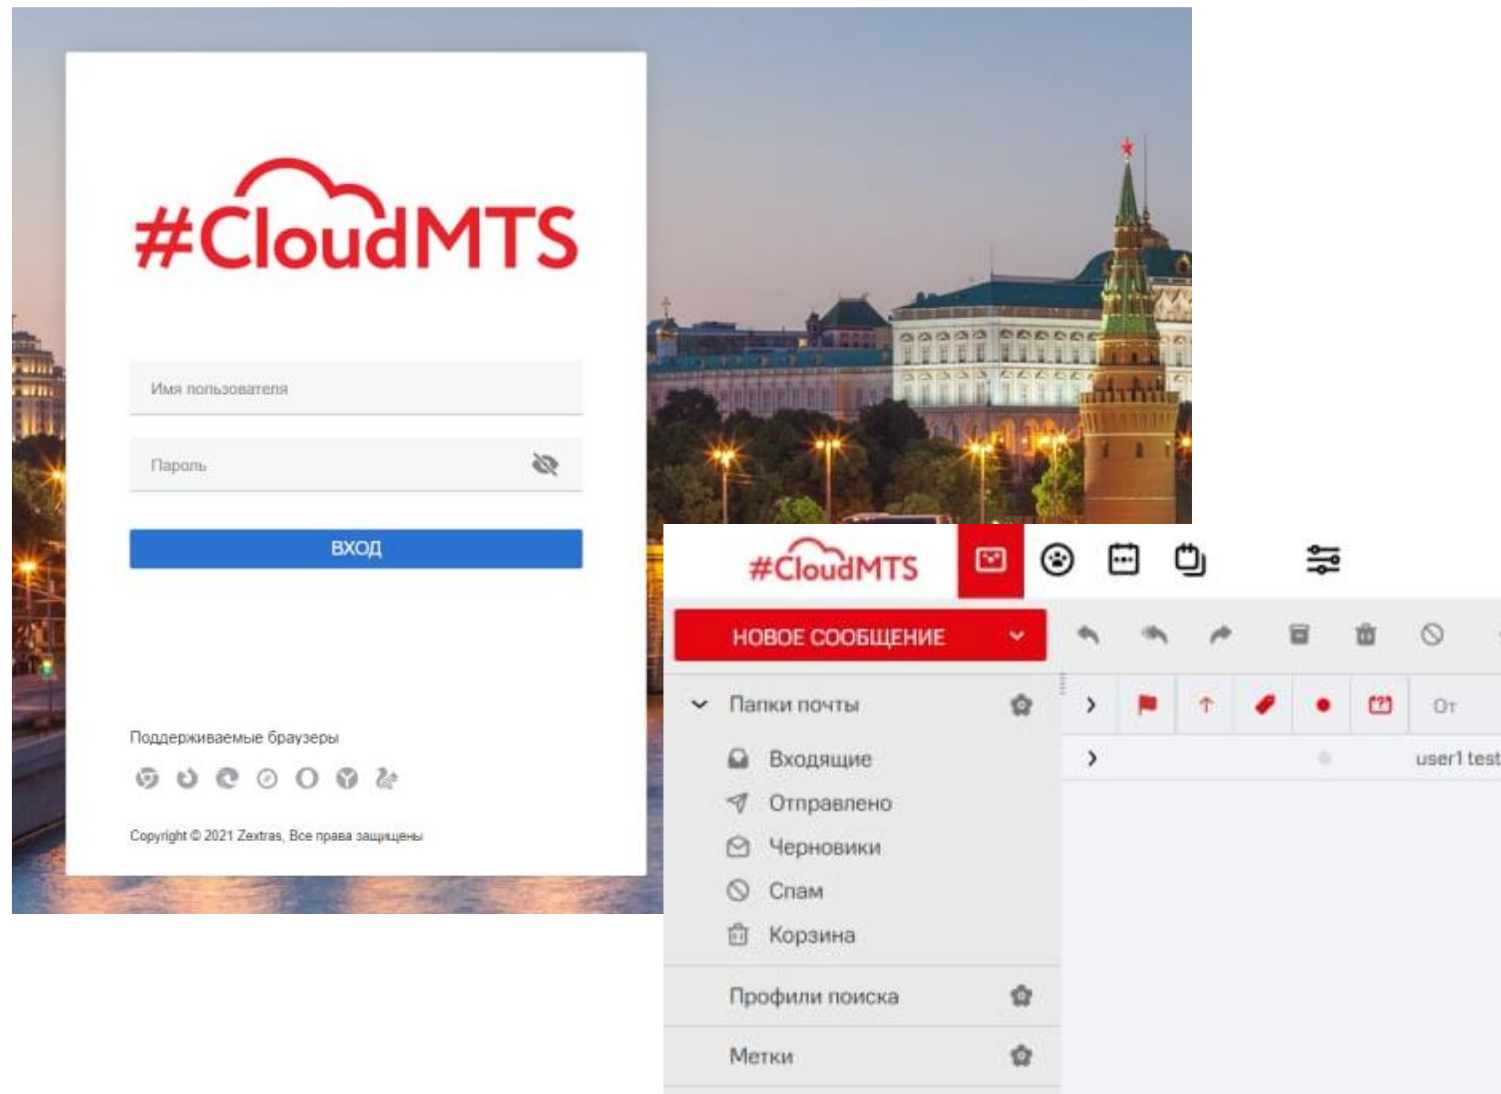 #CloudMTS
Имя пользователя
Пароль
ВХОД
Поддерживаемые браузеры
Copyright © 2021 Zextras, Все права защищены
#CloudMTS
НОВОЕ СООБЩЕНИЕ
Папки почты
От
Входящие
user1 test
Отправлено
Черновики
Спам
Корзина
Профили поиска
Метки